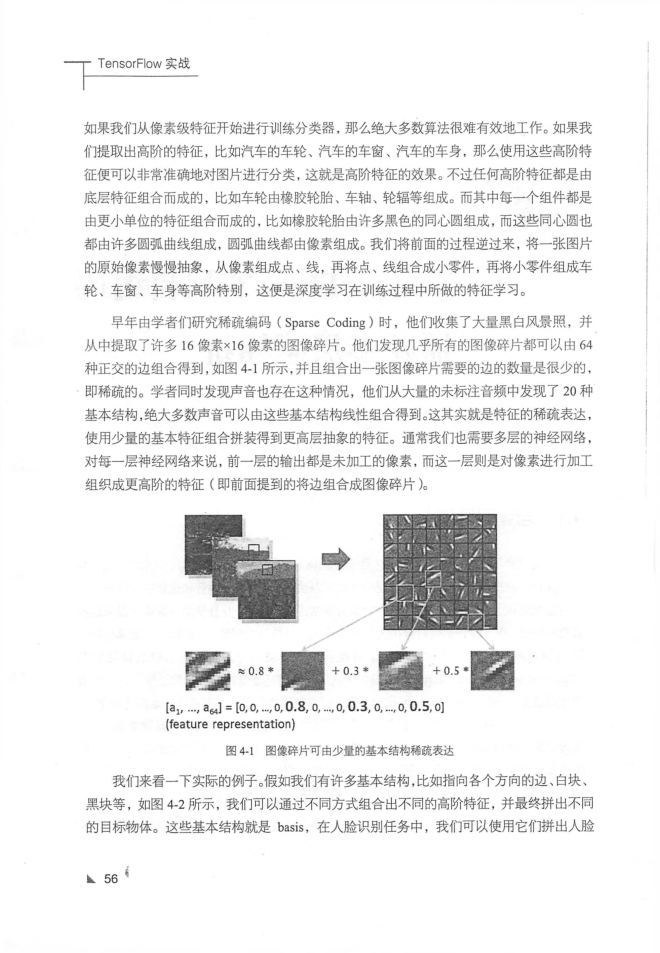 TensorFlow 实战
如果我们从像素级特征开始进行训练分类器，那么绝大多数算法很难有效地工作。如果我
们提取出高阶的特征，比如汽车的车轮、汽车的车窗、汽车的车身，那么使用这些高阶特
征便可以非常准确地对图片进行分类，这就是高阶特征的效果。不过任何高阶特征都是由
底层特征组合而成的，比如车轮由橡胶轮胎、车轴、轮辐等组成。而其中每一个组件都是
由更小单位的特征组合而成的，比如橡胶轮胎由许多黑色的同心圆组成，而这些同心圆也
都由许多圆弧曲线组成，圆弧曲线都由像素组成。我们将前面的过程逆过来，将一张图片
的原始像素慢慢抽象，从像素组成点、线，再将点、线组合成小零件，再将小零件组成车
轮、车窗、车身等高阶特别，这便是深度学习在训练过程中所做的特征学习。
早年由学者们研究稀疏编码（Sparse Coding）时，他们收集了大量黑白风景照，并
从中提取了许多 16 像素×16 像素的图像碎片。他们发现几乎所有的图像碎片都可以由 64
种正交的边组合得到，如图 4-1 所示，并且组合出一张图像碎片需要的边的数量是很少的，
即稀疏的。学者同时发现声音也存在这种情况，他们从大量的未标注音频中发现了 20 种
基本结构，绝大多数声音可以由这些基本结构线性组合得到。这其实就是特征的稀疏表达，
使用少量的基本特征组合拼装得到更高层抽象的特征。通常我们也需要多层的神经网络，
对每一层神经网络来说，前一层的输出都是未加工的像素，而这一层则是对像素进行加工
组织成更高阶的特征（即前面提到的将边组合成图像碎片）。
≈ 0.8 * + 0.3 * + 0.5 *
[a1, ..., a64] = [0, 0, ..., 0, 0.8, 0, ..., 0, 0.3, 0, ..., 0, 0.5, 0]
(feature representation)
图 4-1 图像碎片可由少量的基本结构稀疏表达
我们来看一下实际的例子。假如我们有许多基本结构，比如指向各个方向的边、白块、
黑块等，如图 4-2 所示，我们可以通过不同方式组合出不同的高阶特征，并最终拼出不同
的目标物体。这些基本结构就是 basis，在人脸识别任务中，我们可以使用它们拼出人脸
56